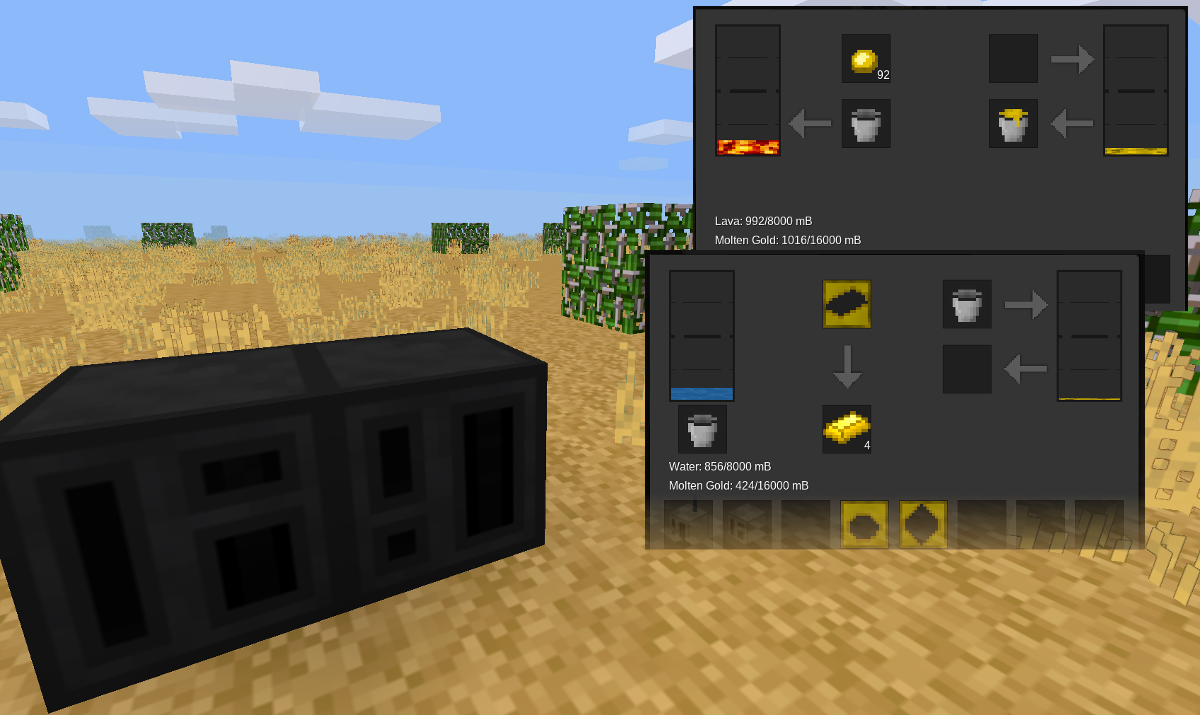 92
Lava: 992/8000 mB
Molten Gold: 1016/16000 mB
4
Water: 856/8000 mB
Molten Gold: 424/16000 mB